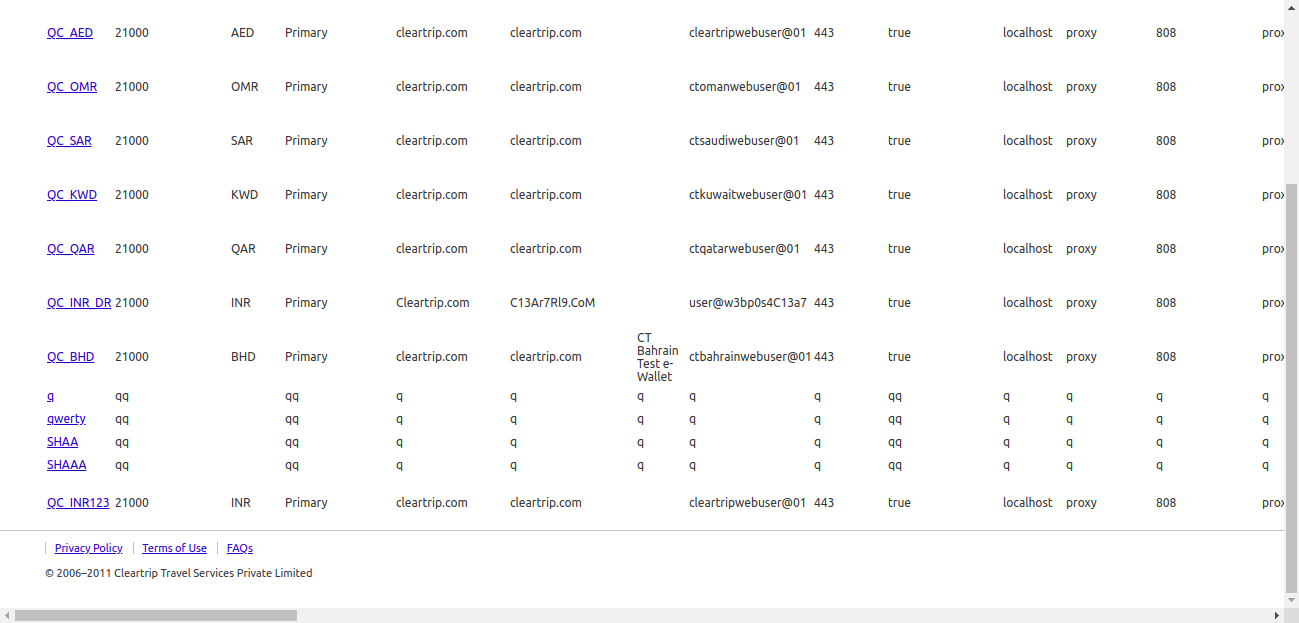 QC_AED 21000 AED Primary cleartrip.com cleartrip.com cleartripwebuser@01 443 true localhost proxy 808 prox
QC_OMR 21000 OMR Primary cleartrip.com cleartrip.com ctomanwebuser@01 443 true localhost proxy 808 prox
QC_SAR 21000 SAR Primary cleartrip.com cleartrip.com ctsaudiwebuser@01 443 true localhost proxy 808 prox
QC_KWD 21000 KWD Primary cleartrip.com cleartrip.com ctkuwaitwebuser@01 443 true localhost proxy 808 prox
QC_QAR 21000 QAR Primary cleartrip.com cleartrip.com ctqatarwebuser@01 443 true localhost proxy 808 prox
QC_INR_DR 21000 INR Primary Cleartrip.com C13Ar7Rl9.CoM user@w3bp0s4C13a7 443 true localhost proxy 808 prox
QC_BHD 21000 BHD Primary cleartrip.com cleartrip.com CT Bahrain Test e-Wallet ctbahrainwebuser@01 443 true localhost proxy 808 prox
q qq qq q q q q q qq q q q q
qwerty qq qq q q q q q qq q q q q
SHAA qq qq q q q q q qq q q q q
SHAAA qq qq q q q q q qq q q q q
QC_INR123 21000 INR Primary cleartrip.com cleartrip.com cleartripwebuser@01 443 true localhost proxy 808 prox
Privacy Policy Terms of Use FAQs
© 2006–2011 Cleartrip Travel Services Private Limited